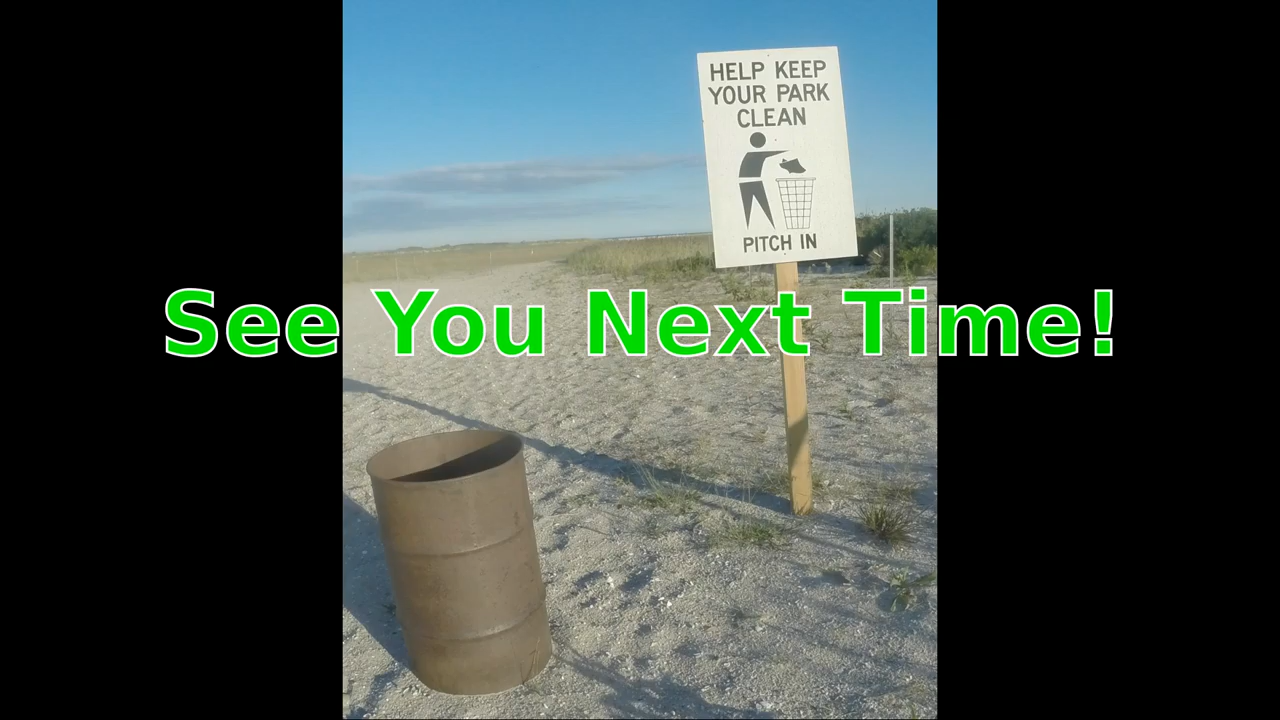 HELP KEEP
YOUR PARK
CLEAN
PITCH IN
See You Next Time!